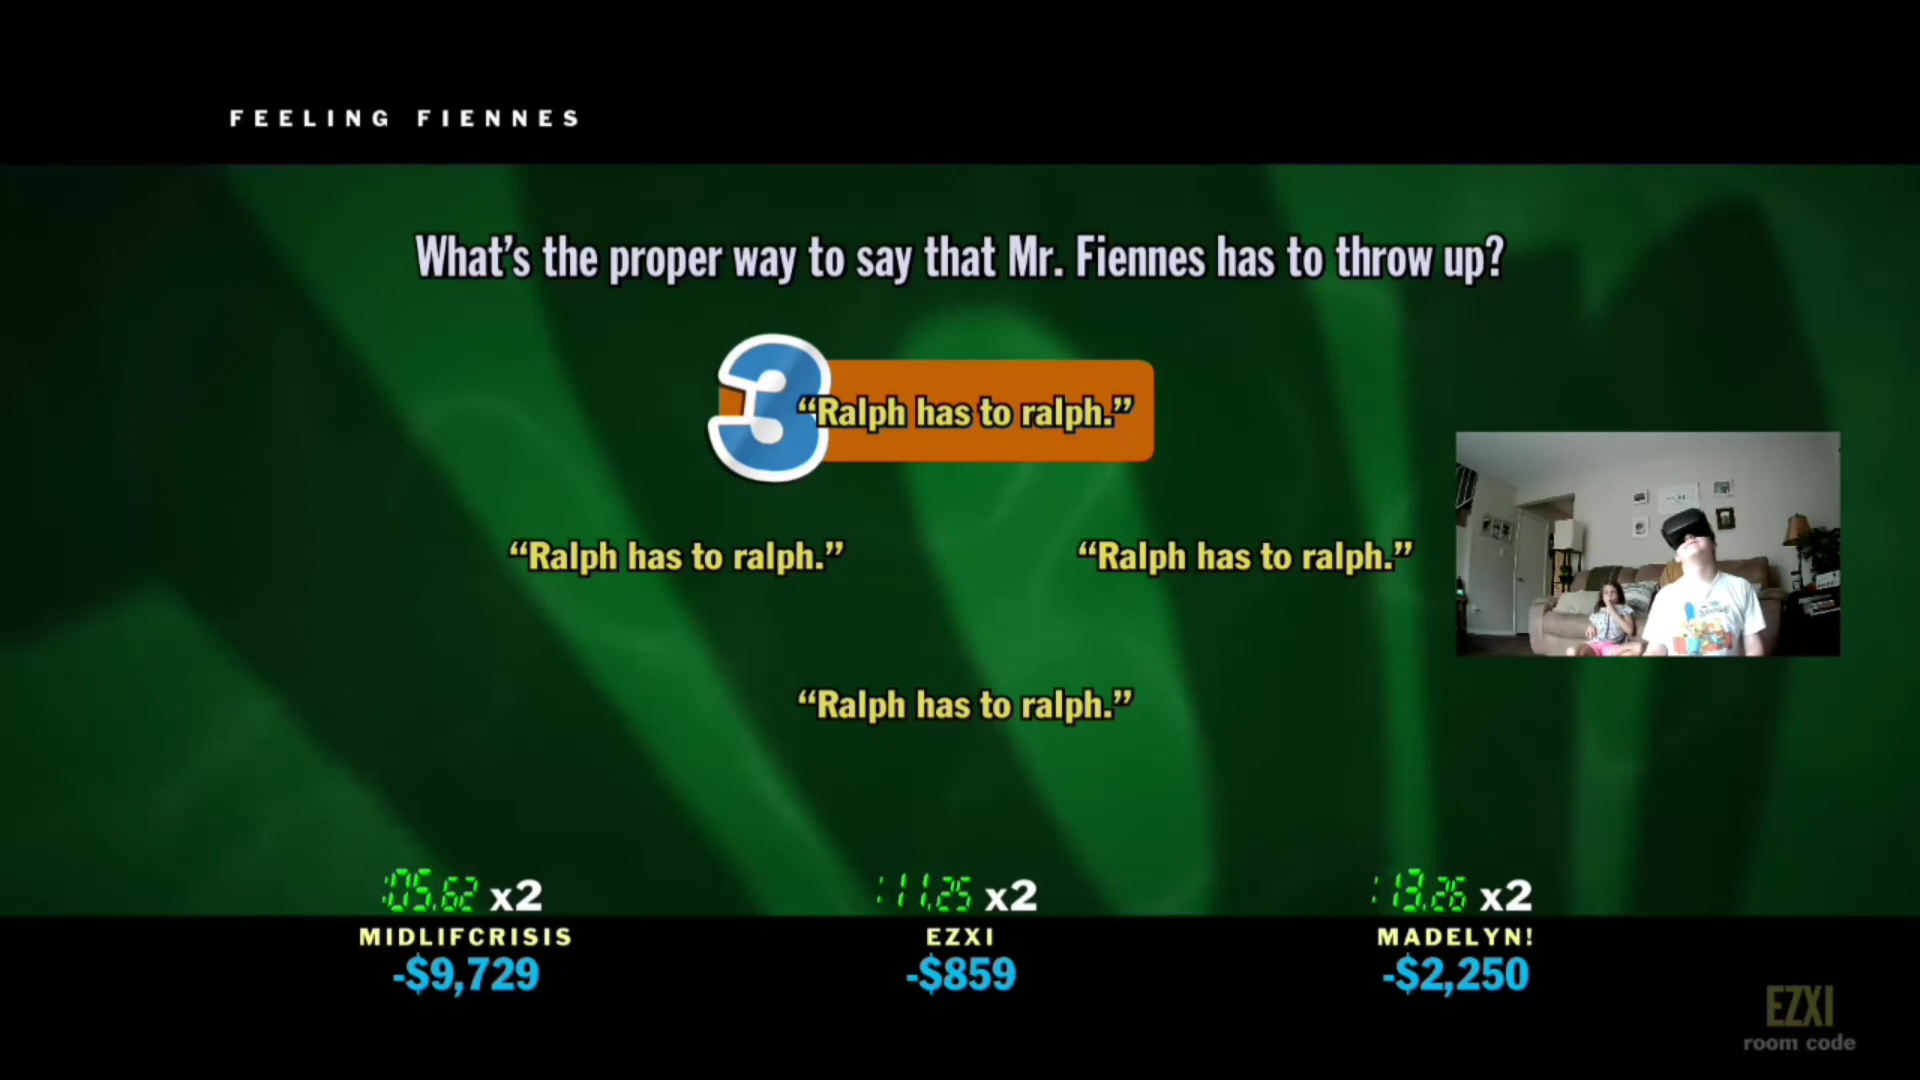 FEELING FIENNES
What's the proper way to say that Mr. Fiennes has to throw up?
3 “Ralph has to ralph.”
“Ralph has to ralph.” “Ralph has to ralph.”
“Ralph has to ralph.”
:05.62 x2 :11.25 x2 :13.26 x2
MIDLIFCRISIS EZXI MADELYN!
-$9,729 -$859 -$2,250
EZXI
room code